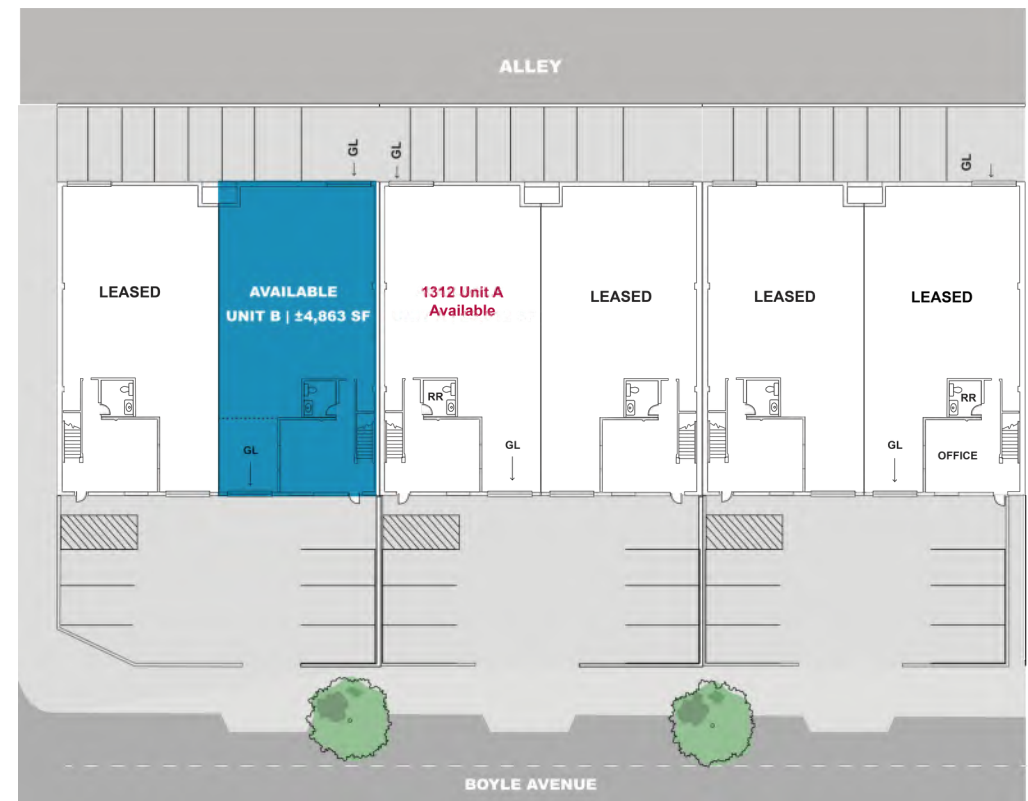 ALLEY
GL
GL
GL
LEASED
AVAILABLE
UNIT B | ±4,863 SF
1312 Unit A
Available
LEASED
LEASED
LEASED
RR
RR
GL
GL
GL
OFFICE
BOYLE AVENUE